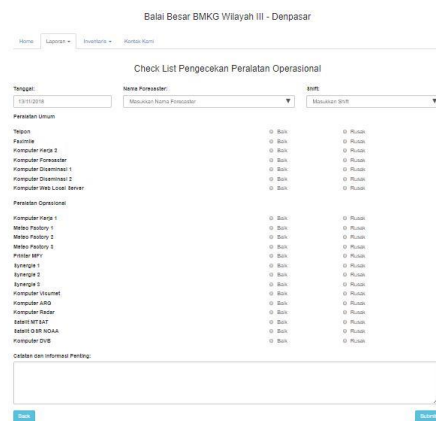 Balai Besar BMKG Wilayah III - Denpasar
Home Laporan Inventaris Kontak Kami
Check List Pengecekan Peralatan Operasional
Tanggal: Nama Forecaster: Shift:
13/11/2018 Masukkan Nama Forecaster Masukkan Shift
Peralatan Umum
Telpon Baik Rusak
Faximile Baik Rusak
Komputer Kerja 2 Baik Rusak
Komputer Forecaster Baik Rusak
Komputer Diseminasi 1 Baik Rusak
Komputer Diseminasi 2 Baik Rusak
Komputer Web Local Server Baik Rusak
Peralatan Oprasional
Komputer Kerja 1 Baik Rusak
Meteo Factory 1 Baik Rusak
Meteo Factory 2 Baik Rusak
Meteo Factory 3 Baik Rusak
Printer MFY Baik Rusak
Synergie 1 Baik Rusak
Synergie 2 Baik Rusak
Synergie 3 Baik Rusak
Komputer Visumet Baik Rusak
Komputer ARG Baik Rusak
Komputer Radar Baik Rusak
Satelit MTSAT Baik Rusak
Satelit GSR NOAA Baik Rusak
Komputer DVB Baik Rusak
Catatan dan Informasi Penting:
Back Submit